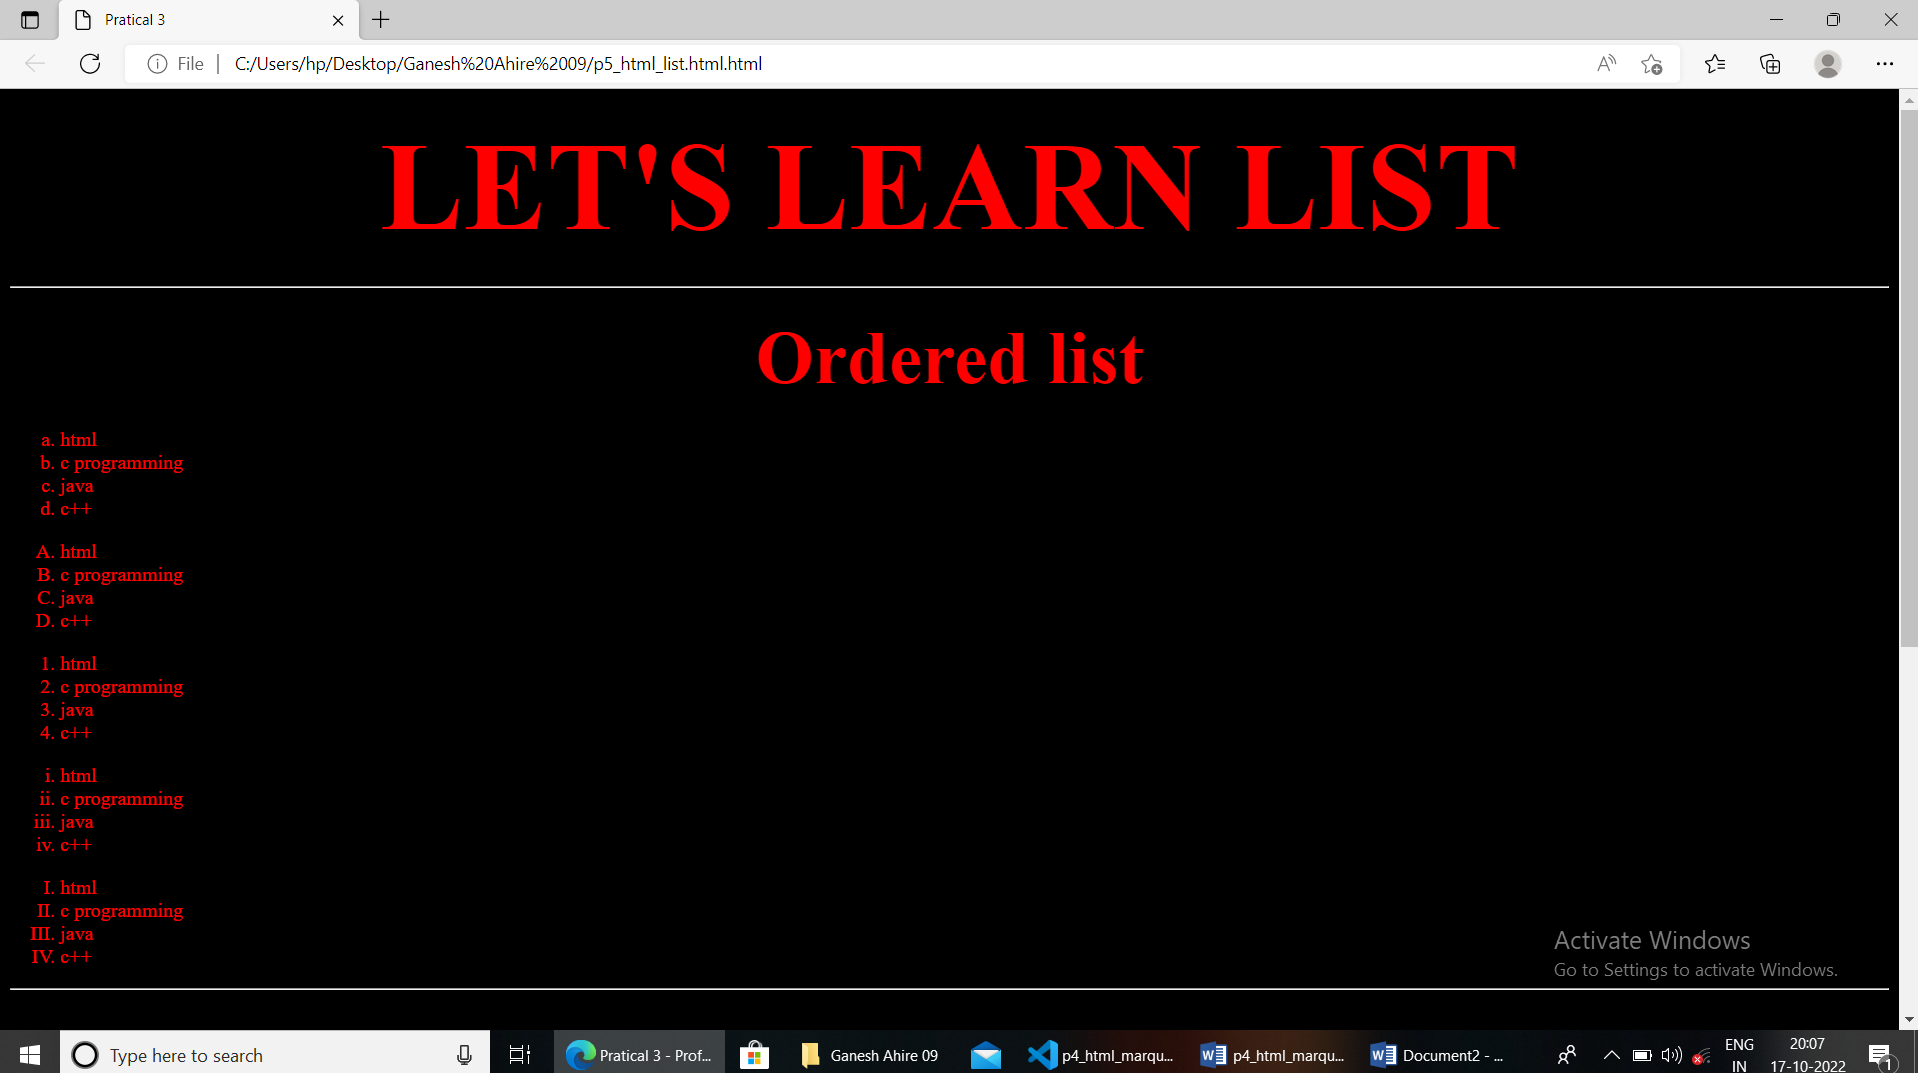 Pratical 3
File
C:/Users/hp/Desktop/Ganesh%20Ahire%2009/p5_html_list.html.html
LET'S LEARN LIST
Ordered list
a. html
b. c programming
c. java
d. c++
A. html
B. c programming
C. java
D. c++
1. html
2. c programming
3. java
4. c++
i. html
ii. c programming
iii. java
iv. c++
I. html
II. c programming
III. java
IV. c++
Activate Windows
Go to Settings to activate Windows.
Type here to search
Pratical 3 - Prof...
Ganesh Ahire 09
p4_html_marqu...
p4_html_marqu...
Document2 - ...
ENG
IN
20:07
17-10-2022
1